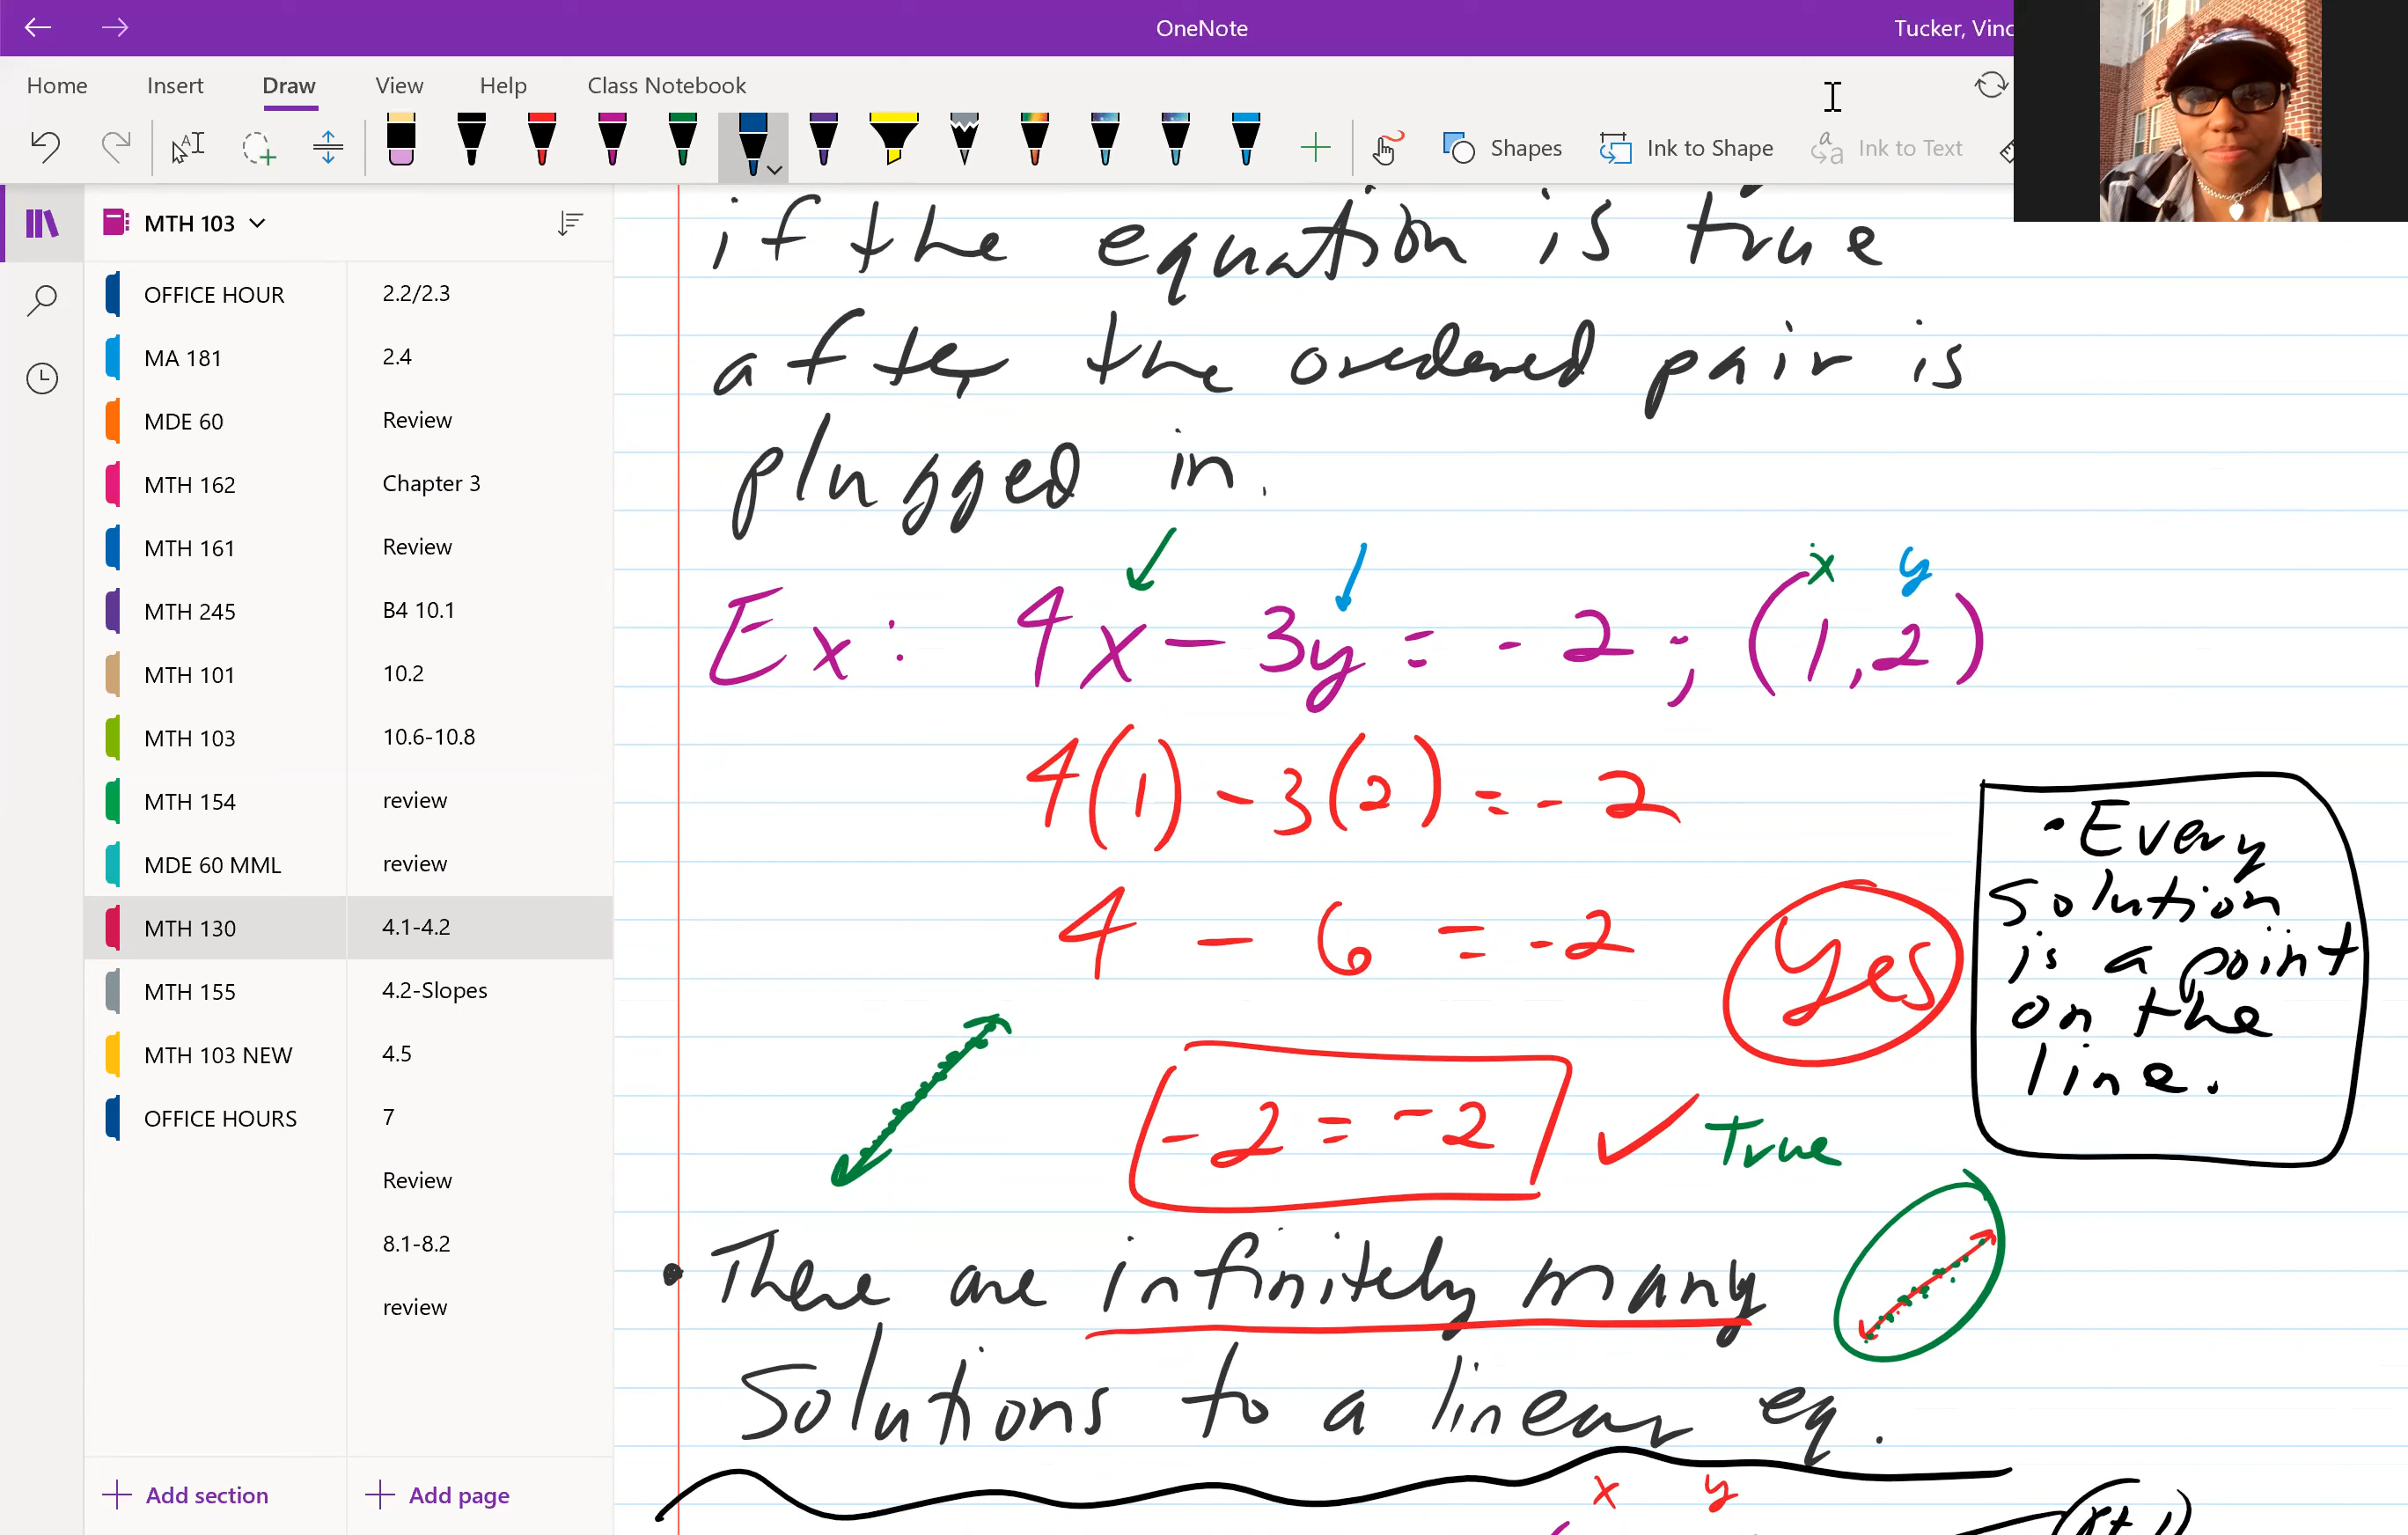 OneNote
Tucker, Vinc
Home Insert Draw View Help Class Notebook
Shapes Ink to Shape Ink to Text
MTH 103
OFFICE HOUR
MA 181
MDE 60
MTH 162
MTH 161
MTH 245
MTH 101
MTH 103
MTH 154
MDE 60 MML
MTH 130
MTH 155
MTH 103 NEW
OFFICE HOURS
Add section
2.2/2.3
2.4
Review
Chapter 3
Review
B4 10.1
10.2
10.6-10.8
review
review
4.1-4.2
4.2-Slopes
4.5
7
Review
8.1-8.2
review
Add page
if the equation is true
after the ordered pair is
plugged in.
x y
Ex: 4x - 3y = -2 ; (1,2)
4(1) - 3(2) = -2
4 - 6 = -2
Yes
-2 = -2 ✓ True
• Every
solution
is a point
on the
line.
• There are infinitely many
solutions to a linear eq.
x y